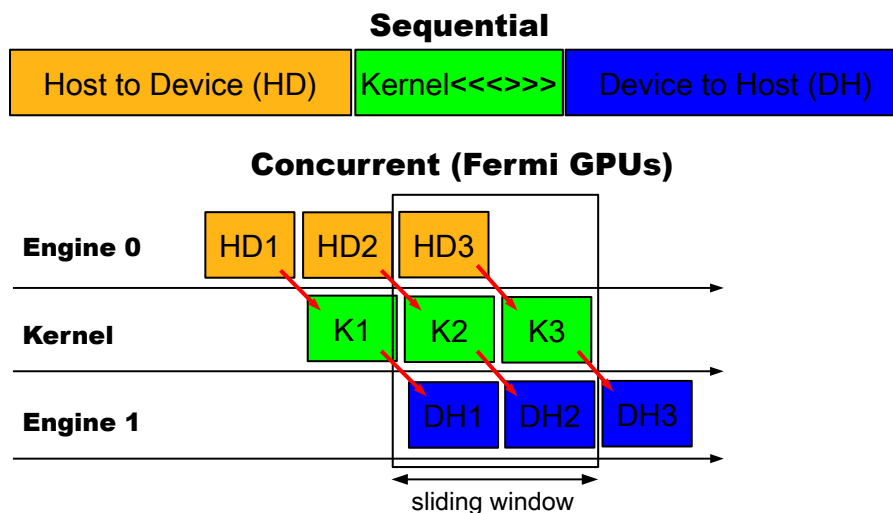 Sequential
Host to Device (HD) Kernel<<<>>> Device to Host (DH)
Concurrent (Fermi GPUs)
Engine 0 HD1 HD2 HD3
Kernel K1 K2 K3
Engine 1 DH1 DH2 DH3
sliding window